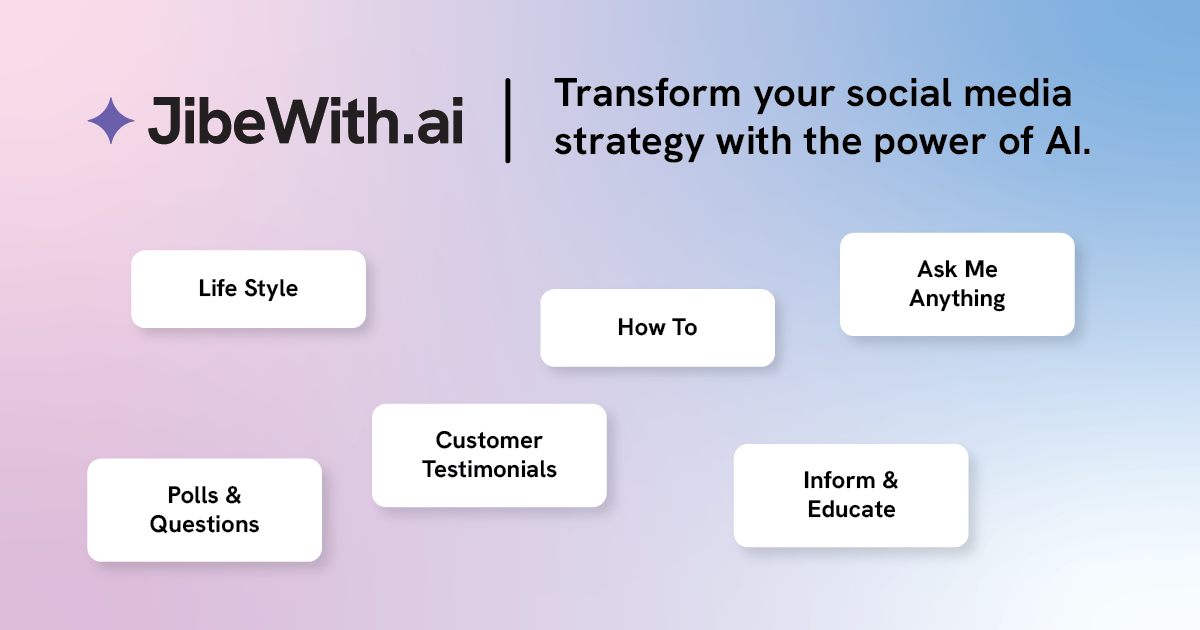 JibeWith.ai
Transform your social media
strategy with the power of AI.
Life Style
How To
Ask Me
Anything
Customer
Testimonials
Polls &
Questions
Inform &
Educate